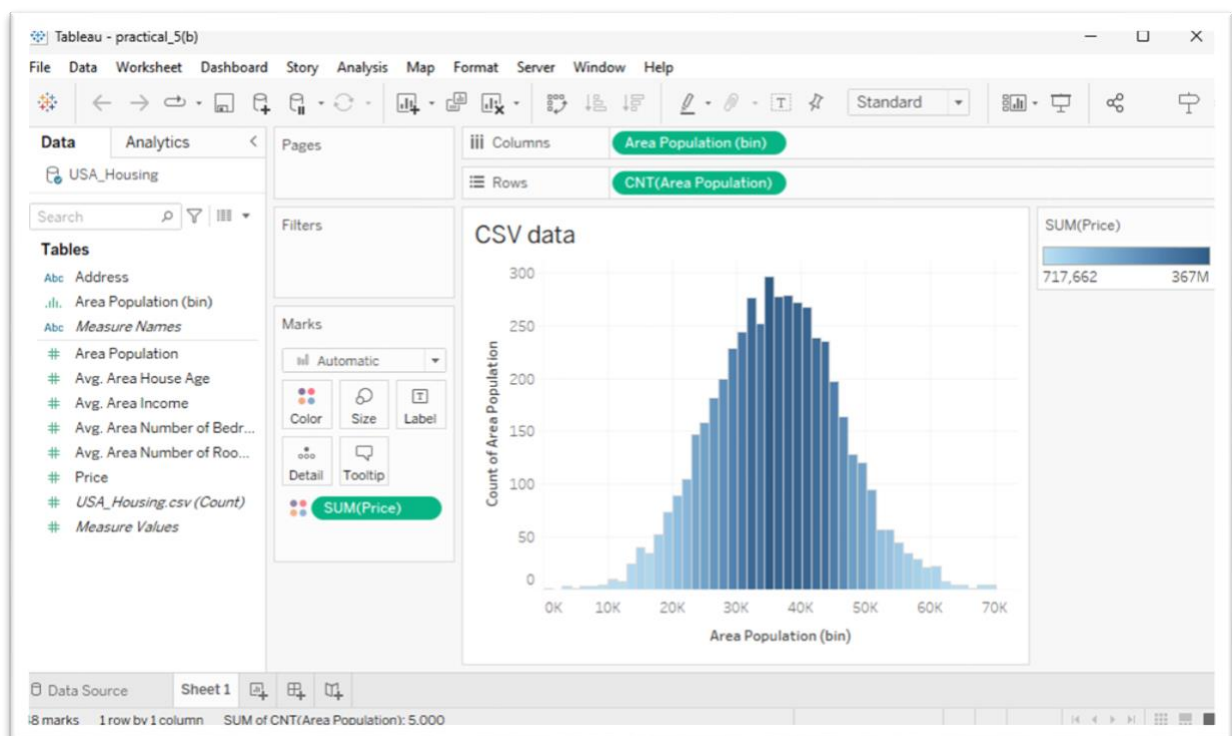 Tableau - practical_5(b)
File Data Worksheet Dashboard Story Analysis Map Format Server Window Help
Standard
Data Analytics
USA_Housing
Search
Tables
Abc Address
Area Population (bin)
Abc Measure Names
# Area Population
# Avg. Area House Age
# Avg. Area Income
# Avg. Area Number of Bedr...
# Avg. Area Number of Roo...
# Price
# USA_Housing.csv (Count)
# Measure Values
Pages
Filters
Marks
Automatic
Color Size Label
Detail Tooltip
SUM(Price)
Columns Area Population (bin)
Rows CNT(Area Population)
CSV data
300
250
200
150
100
50
0
Count of Area Population
0K 10K 20K 30K 40K 50K 60K 70K
Area Population (bin)
SUM(Price)
717,662 367M
Data Source Sheet 1
8 marks 1 row by 1 column SUM of CNT(Area Population): 5,000